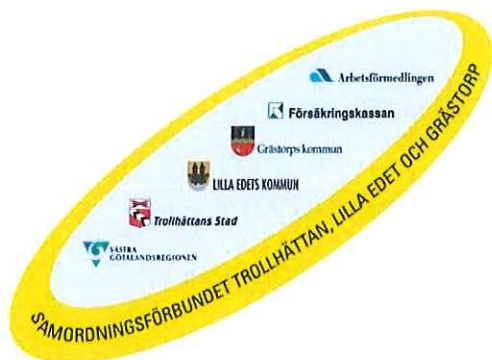 Arbetsförmedlingen
Försäkringskassan
Grästorps kommun
LILLA EDETS KOMMUN
Trollhättans Stad
VÄSTRA
GÖTALANDSREGIONEN
SAMORDNINGSFÖRBUNDET TROLLHÄTTAN, LILLA EDET OCH GRÄSTORP